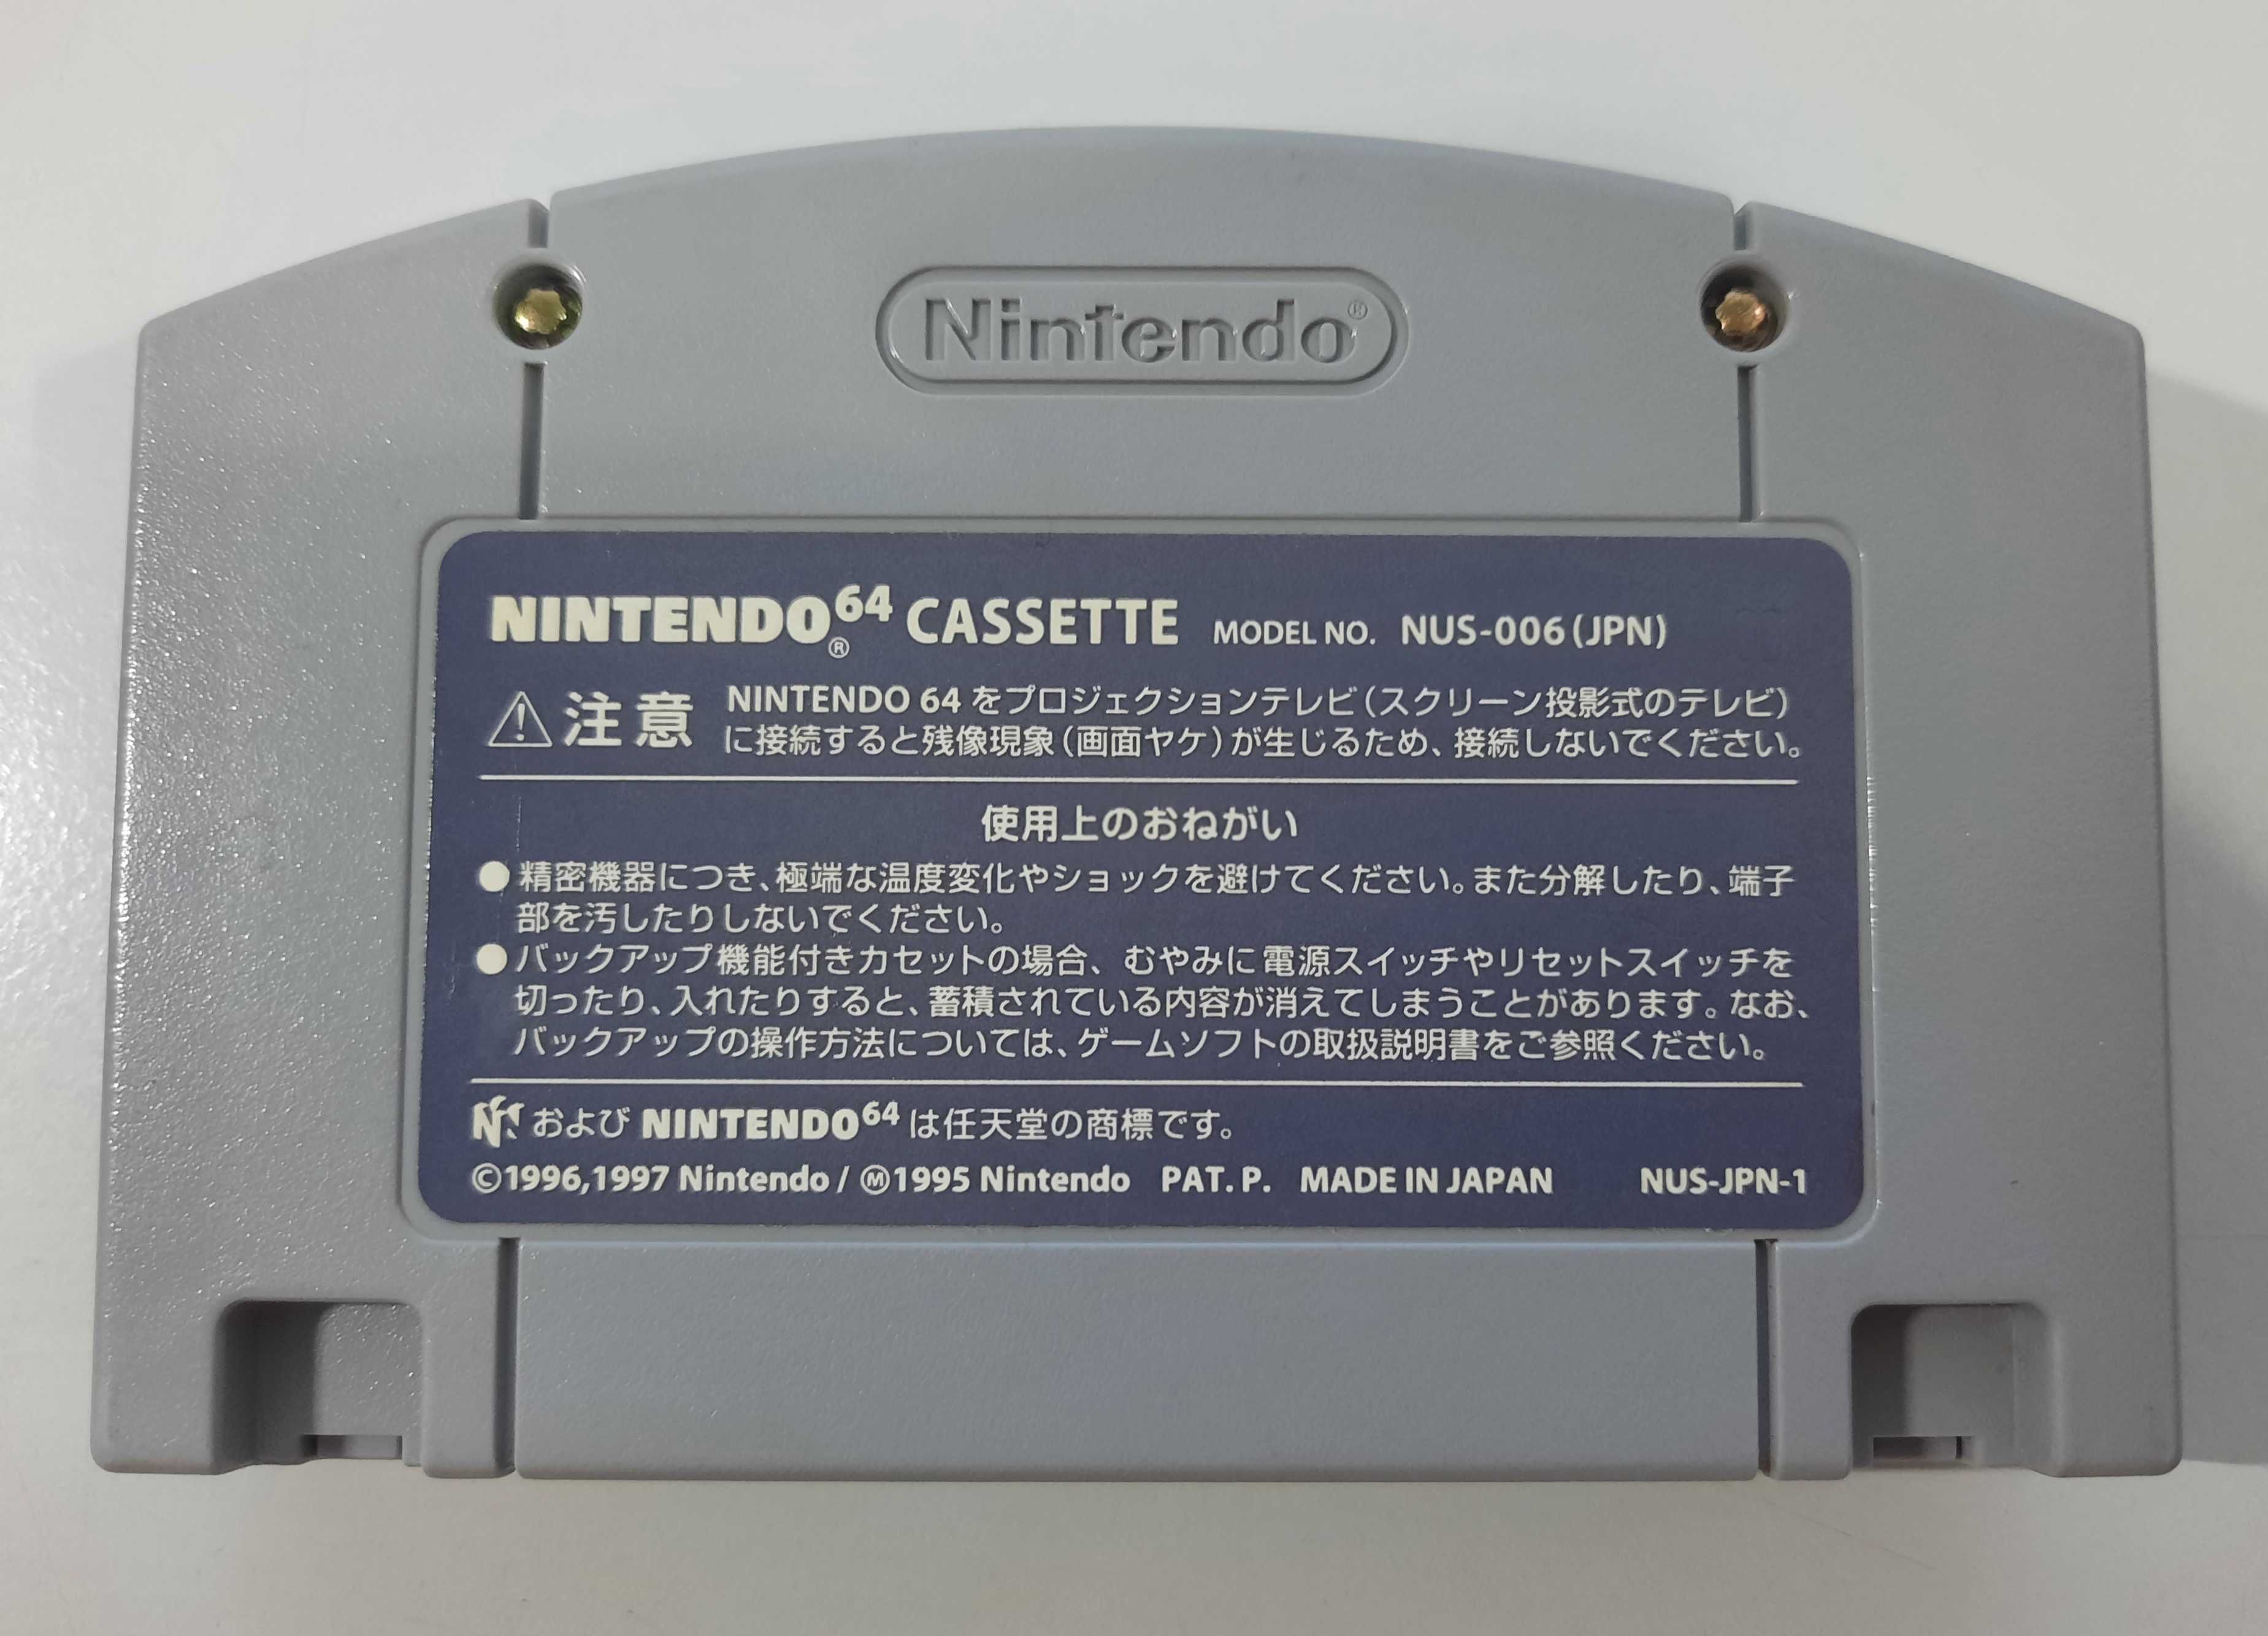 Nintendo®
NINTENDO64® CASSETTE MODEL NO. NUS-006(JPN)
⚠注意 NINTENDO 64をプロジェクションテレビ(スクリーン投影式のテレビ)
に接続すると残像現象(画面ヤケ)が生じるため、接続しないでください。
使用上のおねがい
●精密機器につき、極端な温度変化やショックを避けてください。また分解したり、端子
部を汚したりしないでください。
●バックアップ機能付きカセットの場合、むやみに電源スイッチやリセットスイッチを
切ったり、入れたりすると、蓄積されている内容が消えてしまうことがあります。なお、
バックアップの操作方法については、ゲームソフトの取扱説明書をご参照ください。
および NINTENDO64は任天堂の商標です。
©1996,1997 Nintendo / Ⓜ1995 Nintendo PAT. P. MADE IN JAPAN NUS-JPN-1